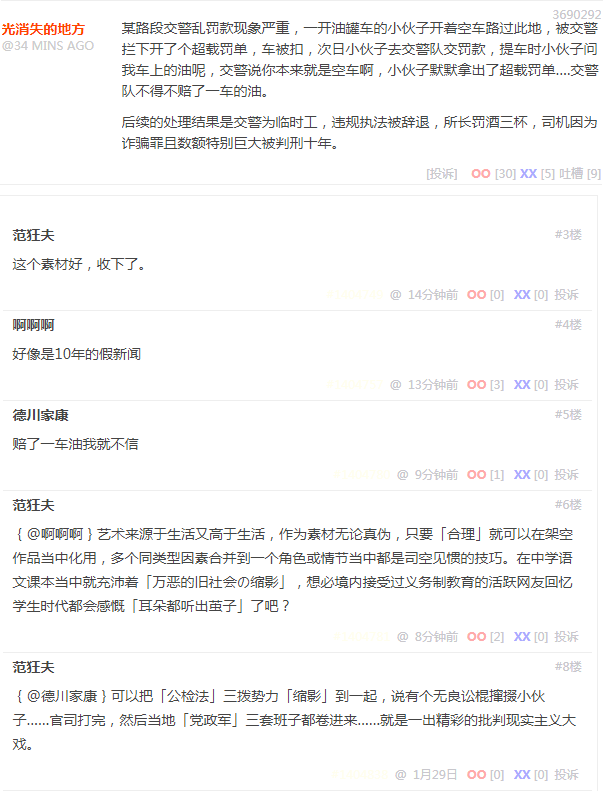 3690292
光消失的地方
@34 MINS AGO
某路段交警乱罚款现象严重，一开油罐车的小伙子开着空车路过此地，被交警
拦下开了个超载罚单，车被扣，次日小伙子去交警队交罚款，提车时小伙子问
我车上的油呢，交警说你本来就是空车啊，小伙子默默拿出了超载罚单....交警
队不得不赔了一车的油。
后续的处理结果是交警为临时工，违规执法被辞退，所长罚酒三杯，司机因为
诈骗罪且数额特别巨大被判刑十年。
[投诉] OO [30] XX [5] 吐槽 [9]
范狂夫 #3楼
这个素材好，收下了。
@ 14分钟前 OO [0] XX [0] 投诉
啊啊啊 #4楼
好像是10年的假新闻
@ 13分钟前 OO [3] XX [0] 投诉
德川家康 #5楼
赔了一车油我就不信
@ 9分钟前 OO [1] XX [0] 投诉
范狂夫 #6楼
{ @啊啊啊 } 艺术来源于生活又高于生活，作为素材无论真伪，只要「合理」就可以在架空
作品当中化用，多个同类型因素合并到一个角色或情节当中都是司空见惯的技巧。在中学语
文课本当中就充沛着「万恶的旧社会の缩影」，想必境内接受过义务制教育的活跃网友回忆
学生时代都会感慨「耳朵都听出茧子」了吧？
@ 8分钟前 OO [2] XX [0] 投诉
范狂夫 #8楼
{ @德川家康 } 可以把「公检法」三拨势力「缩影」到一起，说有个无良讼棍撺掇小伙
子......官司打完，然后当地「党政军」三套班子都卷进来......就是一出精彩的批判现实主义大
戏。
@ 1月29日 OO [0] XX [0] 投诉